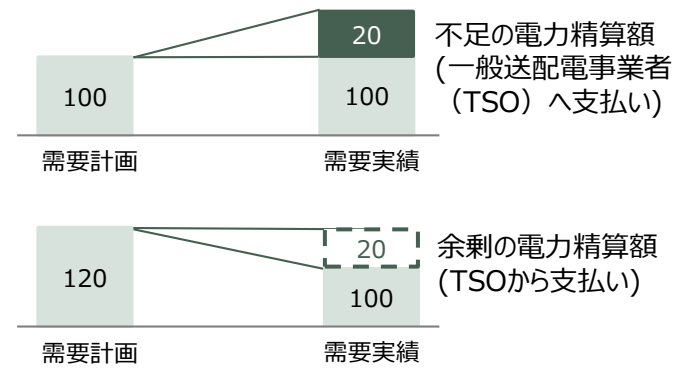 20
不足の電力精算額
(一般送配電事業者
（TSO）へ支払い)
100
100
需要計画
需要実績
120
20
余剰の電力精算額
(TSOから支払い)
100
需要計画
需要実績